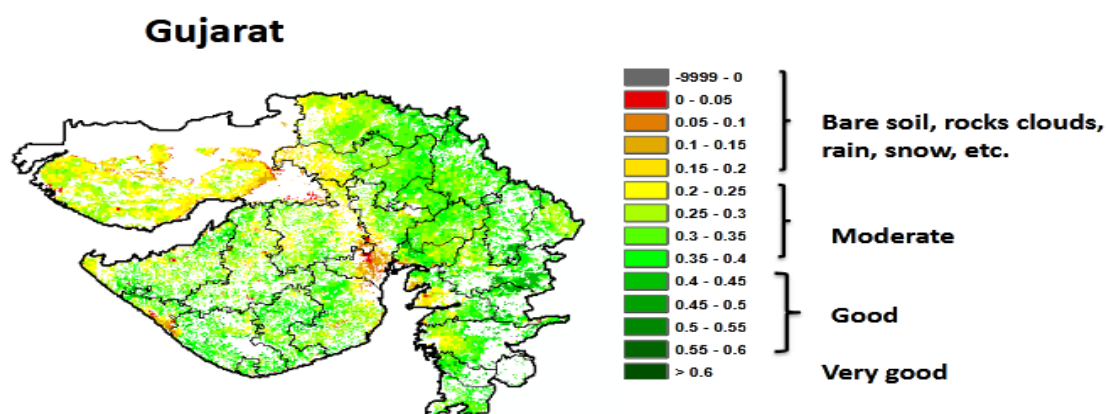 Gujarat
-9999 - 0
0 - 0.05
0.05 - 0.1
0.1 - 0.15
0.15 - 0.2
0.2 - 0.25
0.25 - 0.3
0.3 - 0.35
0.35 - 0.4
0.4 - 0.45
0.45 - 0.5
0.5 - 0.55
0.55 - 0.6
> 0.6
Bare soil, rocks clouds,
rain, snow, etc.
Moderate
Good
Very good